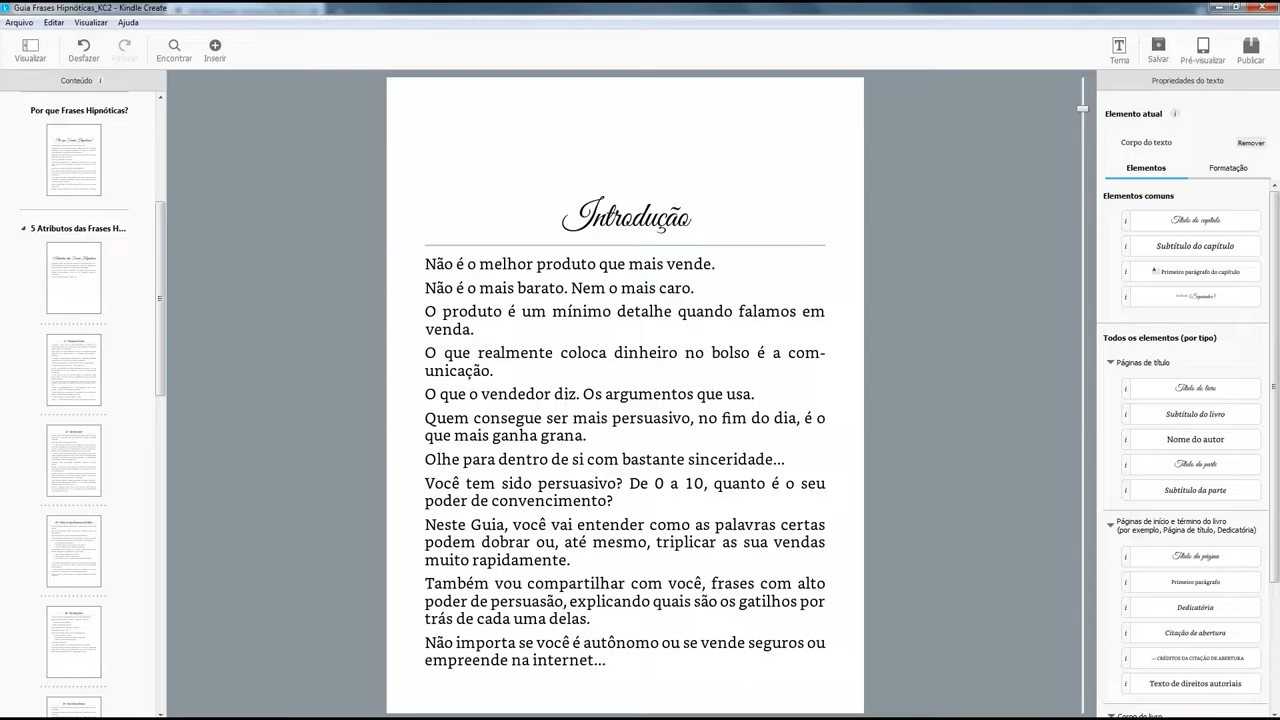 Guia Frases Hipnóticas_KC2 - Kindle Create
Arquivo Editar Visualizar Ajuda
Visualizar Desfazer Refazer Encontrar Inserir Tema Salvar Pré-visualizar Publicar
Conteúdo i
Por que Frases Hipnóticas?
5 Atributos das Frases H...
Introdução
Não é o melhor produto que mais vende.
Não é o mais barato. Nem o mais caro.
O produto é um mínimo detalhe quando falamos em
venda.
O que realmente coloca dinheiro no bolso é a com-
unicação.
O que o vendedor diz. Os argumentos que usa.
Quem consegue ser mais persuasivo, no fim do dia, é o
que mais ganha grana.
Olhe para dentro de si com bastante sinceridade...
Você tem sido persuasivo? De 0 a 10, quanto é o seu
poder de convencimento?
Neste Guia você vai entender como as palavras certas
podem dobrar ou, até mesmo, triplicar as suas vendas
muito rapidamente.
Também vou compartilhar com você, frases com alto
poder de persuasão, explicando quais são os gatilhos por
trás de cada uma delas.
Não importa se você é autônomo ou se vende seguros ou
empreende na internet...
Propriedades do texto
Elemento atual i
Corpo do texto Remover
Elementos Formatação
Elementos comuns
i Título do capítulo
i Subtítulo do capítulo
i Primeiro parágrafo do capítulo
i (Separador)
Todos os elementos (por tipo)
Páginas de título
i Título do livro
i Subtítulo do livro
i Nome do autor
i Título da parte
i Subtítulo da parte
Páginas de início e término do livro
(por exemplo, Página de título, Dedicatória)
i Título da página
i Primeiro parágrafo
i Dedicatória
i Citação de abertura
i — CRÉDITOS DA CITAÇÃO DE ABERTURA
i Texto de direitos autoriais
Corpo do livro